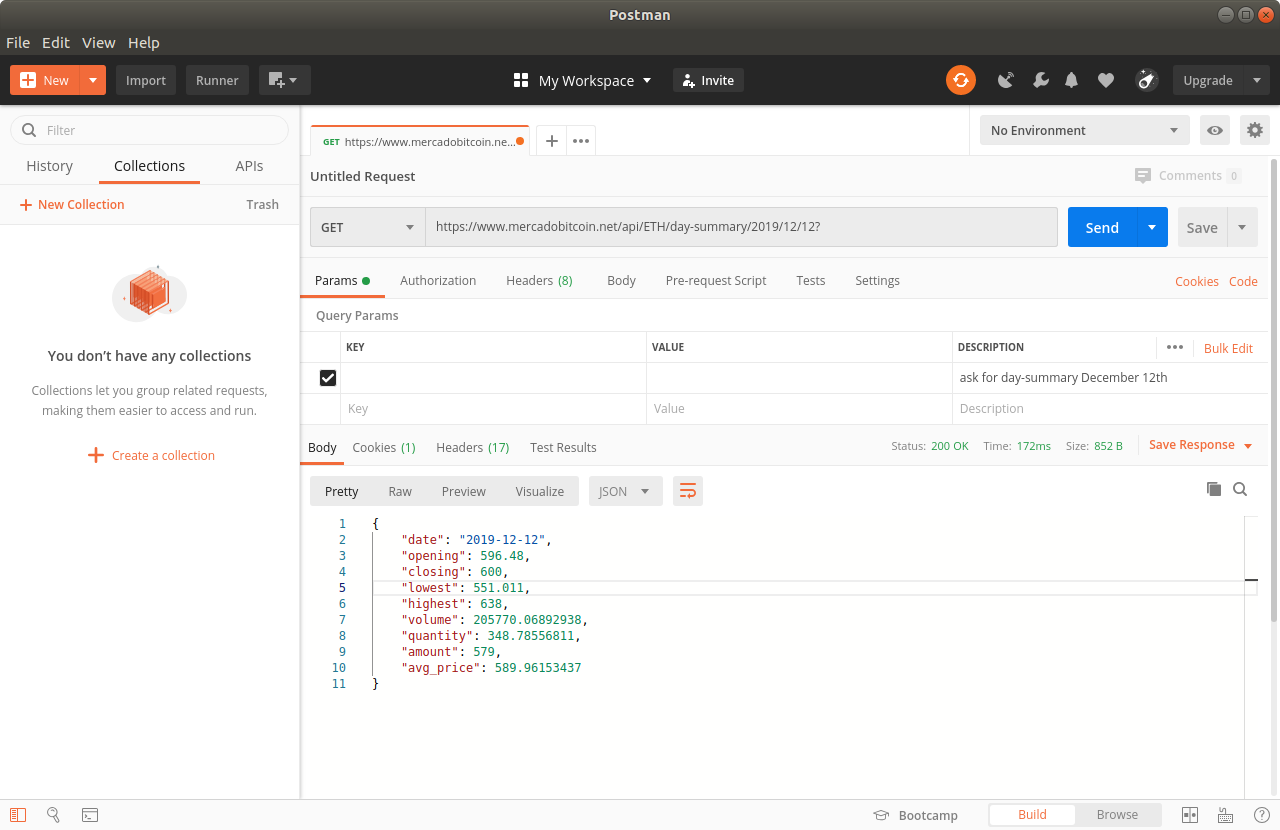 Postman
File Edit View Help
New Import Runner My Workspace Invite Upgrade
Filter
History Collections APIs
New Collection Trash
You don’t have any collections
Collections let you group related requests,
making them easier to access and run.
Create a collection
GET https://www.mercadobitcoin.ne... No Environment
Untitled Request Comments 0
GET https://www.mercadobitcoin.net/api/ETH/day-summary/2019/12/12? Send Save
Params Authorization Headers (8) Body Pre-request Script Tests Settings Cookies Code
Query Params
KEY VALUE DESCRIPTION ••• Bulk Edit
ask for day-summary December 12th
Key Value Description
Body Cookies (1) Headers (17) Test Results Status: 200 OK Time: 172ms Size: 852 B Save Response
Pretty Raw Preview Visualize JSON
1 {
2 "date": "2019-12-12",
3 "opening": 596.48,
4 "closing": 600,
5 "lowest": 551.011,
6 "highest": 638,
7 "volume": 205770.06892938,
8 "quantity": 348.78556811,
9 "amount": 579,
10 "avg_price": 589.96153437
11 }
Bootcamp Build Browse